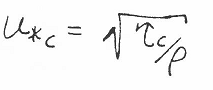 u*c = √τc/ρ